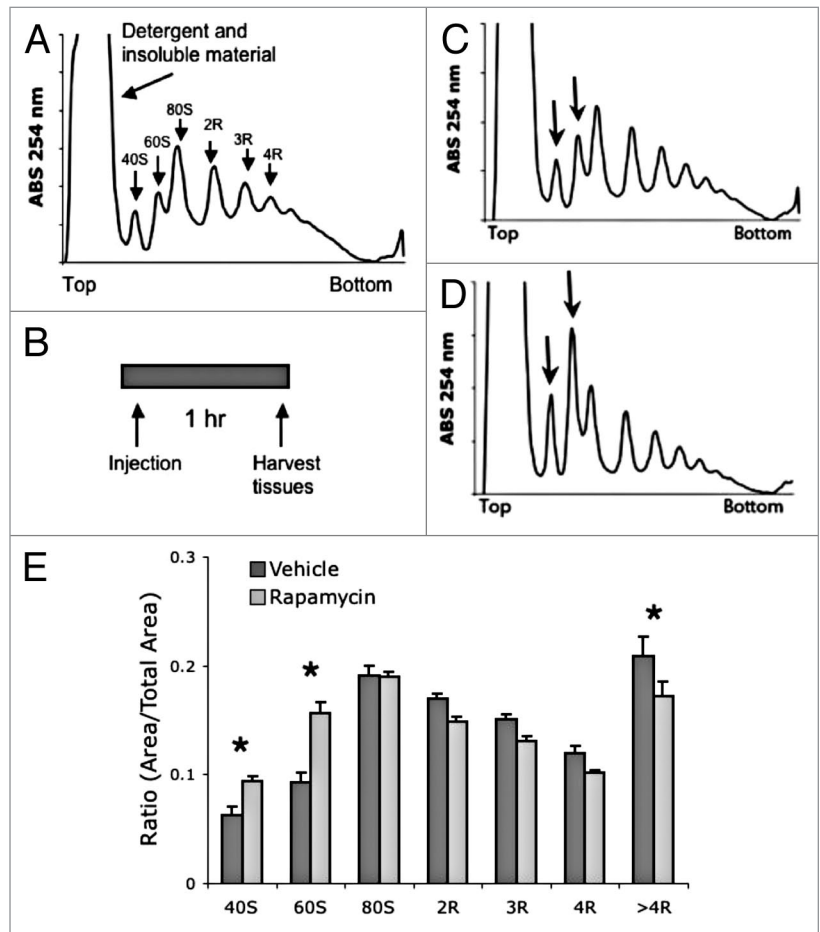 A
Detergent and
insoluble material
ABS 254 nm
40S
60S
80S
2R
3R
4R
Top
Bottom
B
1 hr
Injection
Harvest
tissues
C
ABS 254 nm
Top
Bottom
D
ABS 254 nm
Top
Bottom
E
Ratio (Area/Total Area)
0.3
0.2
0.1
0
Vehicle
Rapamycin
*
*
*
40S 60S 80S 2R 3R 4R >4R